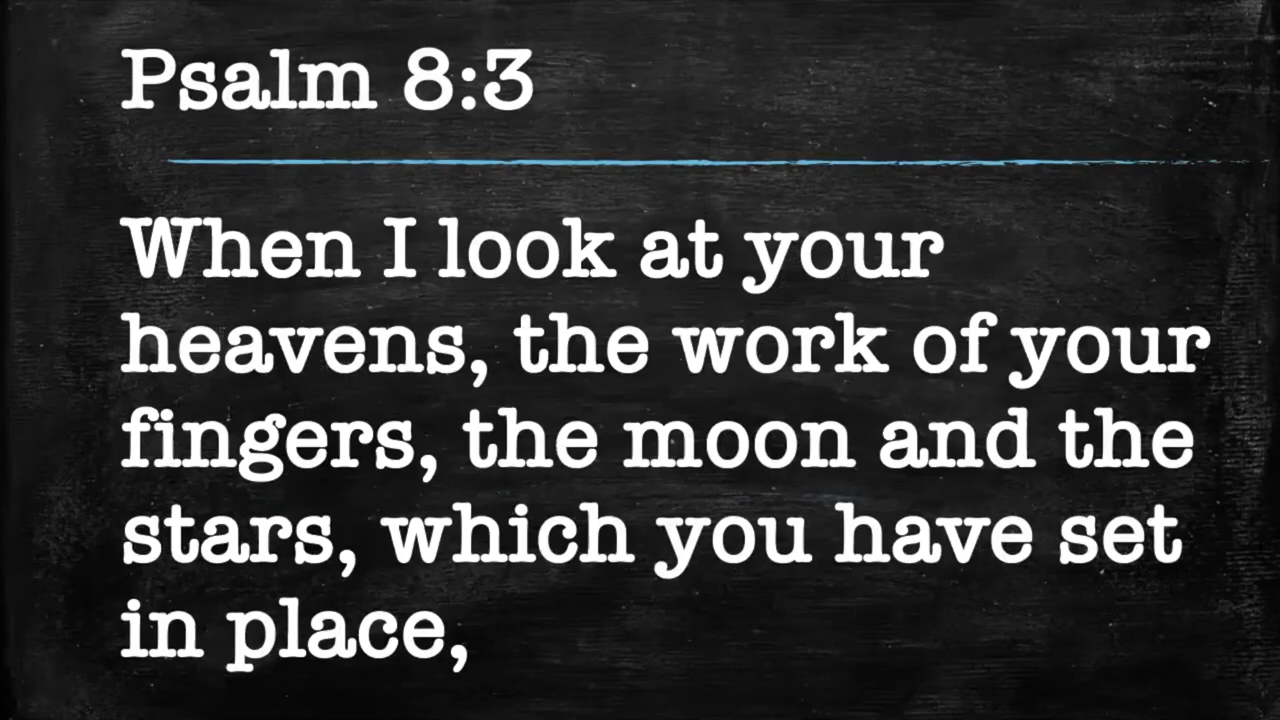 Psalm 8:3
When I look at your
heavens, the work of your
fingers, the moon and the
stars, which you have set
in place,